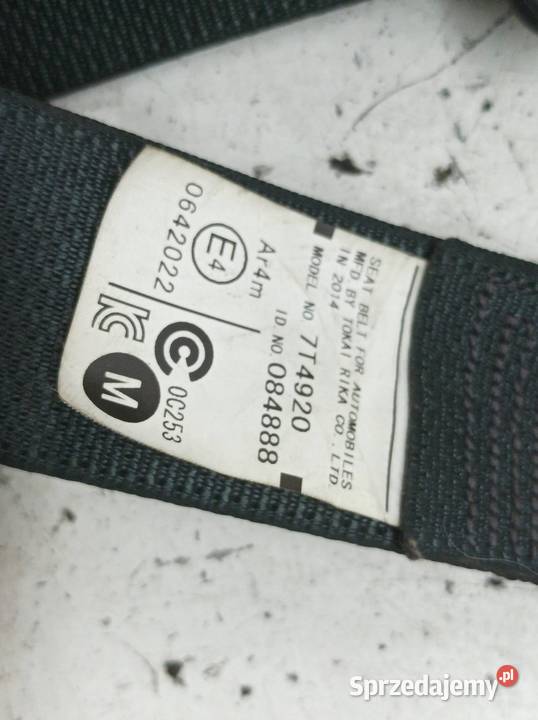 SEAT BELT FOR AUTOMOBILES
MFD BY TOKAI RIKA CO., LTD.
IN 2014
MODEL NO. 7T4920
ID.NO. 084888
Ar4m
E4
C 0C253
0642022
KC
M
Sprzedajemy.pl